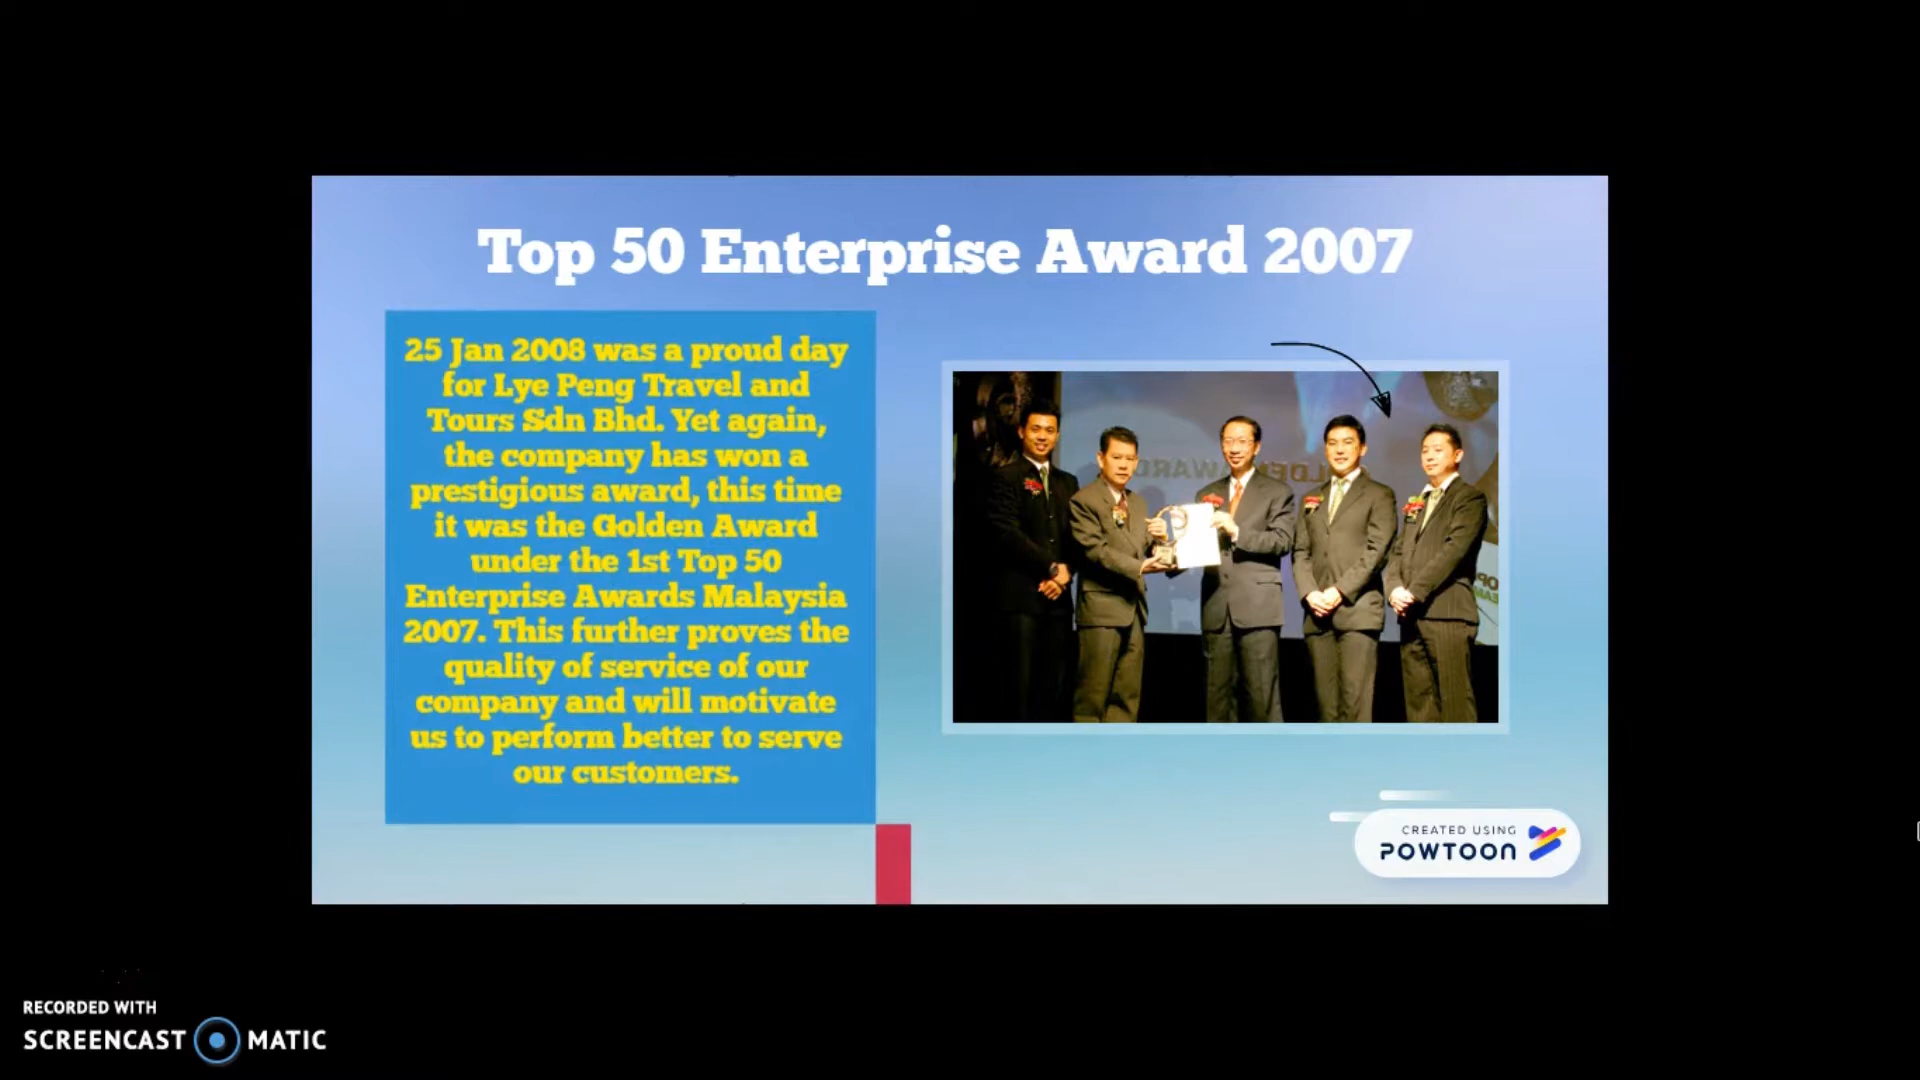 Top 50 Enterprise Award 2007
25 Jan 2008 was a proud day
for Lye Peng Travel and
Tours Sdn Bhd. Yet again,
the company has won a
prestigious award, this time
it was the Golden Award
under the 1st Top 50
Enterprise Awards Malaysia
2007. This further proves the
quality of service of our
company and will motivate
us to perform better to serve
our customers.
CREATED USING
POWTOON
RECORDED WITH
SCREENCAST MATIC